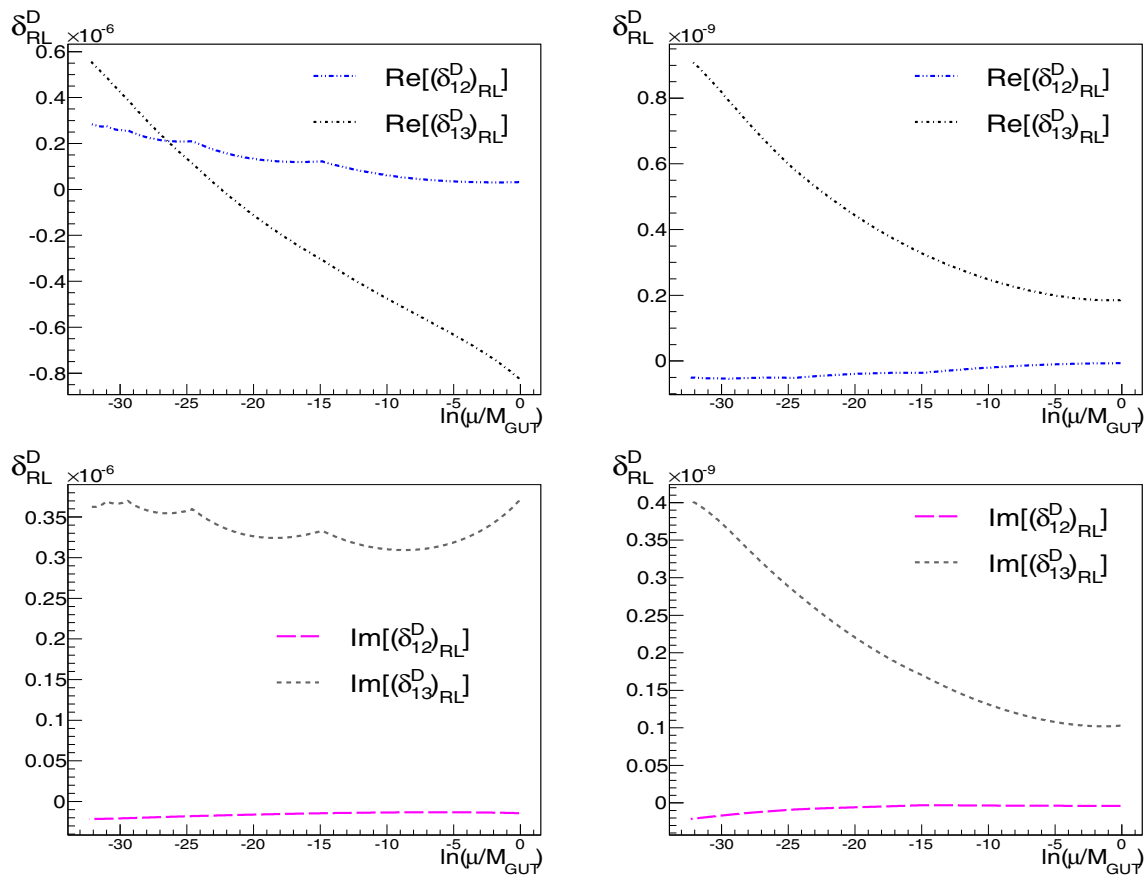 δ^D_RL ×10^-6
0.6
0.4
0.2
0
-0.2
-0.4
-0.6
-0.8
Re[(δ^D_12)_RL]
Re[(δ^D_13)_RL]
-30 -25 -20 -15 -10 -5 0
ln(μ/M_GUT)
δ^D_RL ×10^-9
0.8
0.6
0.4
0.2
0
Re[(δ^D_12)_RL]
Re[(δ^D_13)_RL]
-30 -25 -20 -15 -10 -5 0
ln(μ/M_GUT)
δ^D_RL ×10^-6
0.35
0.3
0.25
0.2
0.15
0.1
0.05
0
Im[(δ^D_12)_RL]
Im[(δ^D_13)_RL]
-30 -25 -20 -15 -10 -5 0
ln(μ/M_GUT)
δ^D_RL ×10^-9
0.4
0.35
0.3
0.25
0.2
0.15
0.1
0.05
0
Im[(δ^D_12)_RL]
Im[(δ^D_13)_RL]
-30 -25 -20 -15 -10 -5 0
ln(μ/M_GUT)